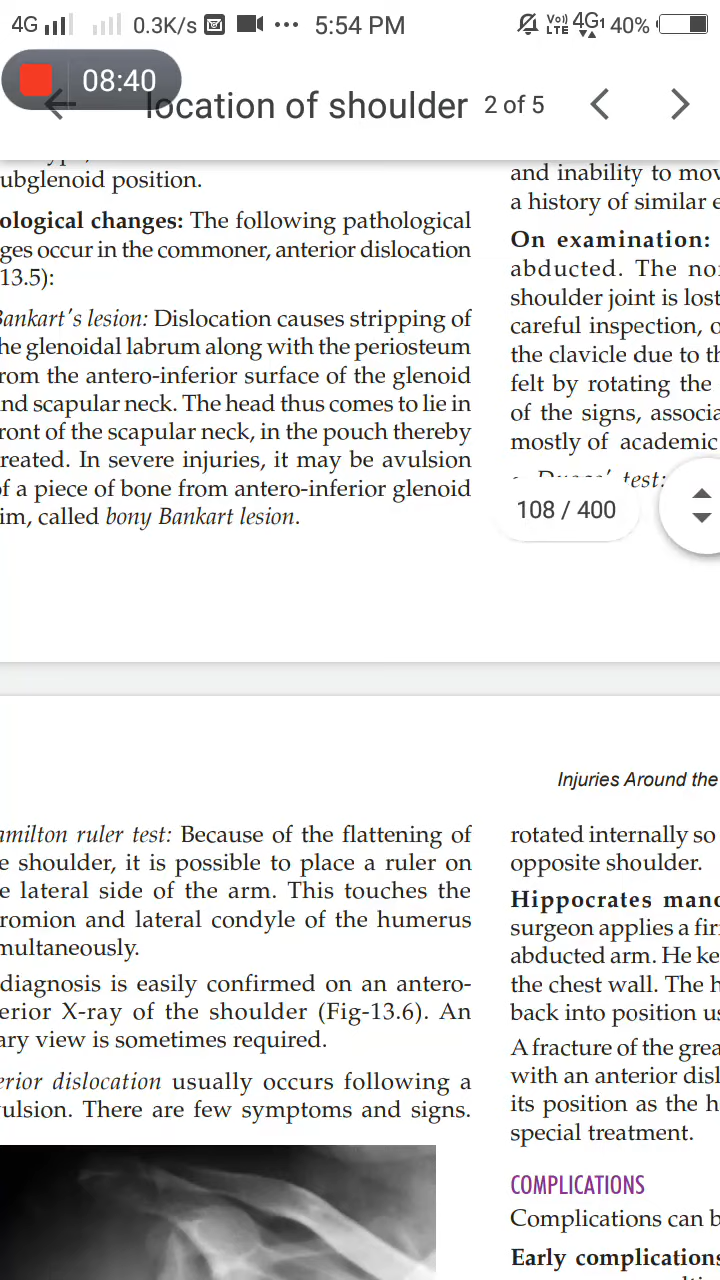 4G 0.3K/s ••• 5:54 PM Vo) LTE 4G1 40%
08:40
location of shoulder 2 of 5
ubglenoid position.
ological changes: The following pathological
ges occur in the commoner, anterior dislocation
13.5):
Bankart's lesion: Dislocation causes stripping of
he glenoidal labrum along with the periosteum
rom the antero-inferior surface of the glenoid
nd scapular neck. The head thus comes to lie in
ront of the scapular neck, in the pouch thereby
reated. In severe injuries, it may be avulsion
of a piece of bone from antero-inferior glenoid
im, called bony Bankart lesion.
and inability to mov
a history of similar e
On examination:
abducted. The no
shoulder joint is lost
careful inspection, o
the clavicle due to th
felt by rotating the
of the signs, associa
mostly of academic
test:
108 / 400
Injuries Around the
amilton ruler test: Because of the flattening of
e shoulder, it is possible to place a ruler on
e lateral side of the arm. This touches the
romion and lateral condyle of the humerus
multaneously.
diagnosis is easily confirmed on an antero-
erior X-ray of the shoulder (Fig-13.6). An
ary view is sometimes required.
erior dislocation usually occurs following a
vulsion. There are few symptoms and signs.
rotated internally so
opposite shoulder.
Hippocrates mano
surgeon applies a fir
abducted arm. He ke
the chest wall. The h
back into position us
A fracture of the grea
with an anterior disl
its position as the h
special treatment.
COMPLICATIONS
Complications can b
Early complications